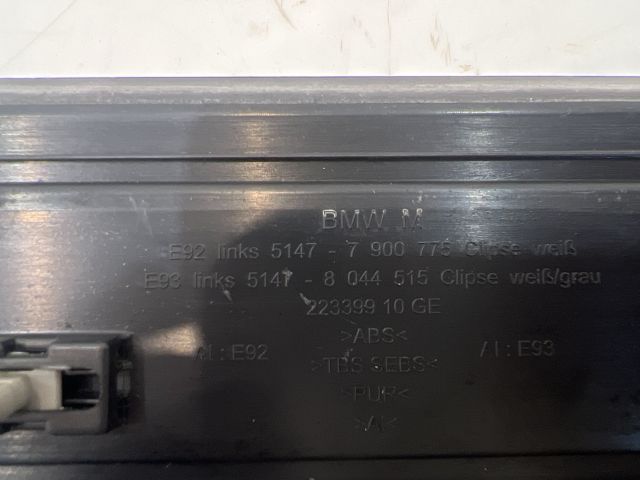 BMW M
E92 links 5147 - 7 900 775 Clipse weiß
E93 links 5147 - 8 044 515 Clipse weiß/grau
223399 10 GE
>ABS<
AI : E92
>TBS SEBS<
AI : E93
>PUR<
>AI<